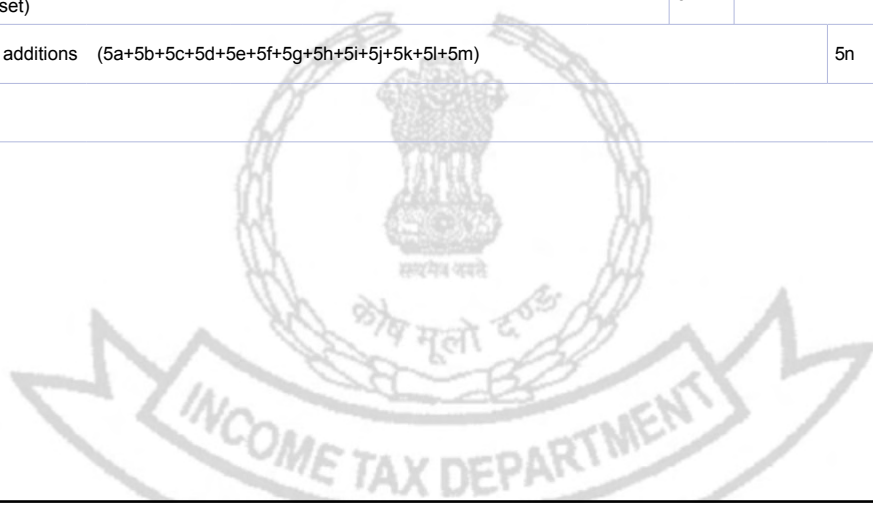 set)
additions (5a+5b+5c+5d+5e+5f+5g+5h+5i+5j+5k+5l+5m) 5n
सत्यमेव जयते
कोष मूलो दण्ड
INCOME TAX DEPARTMENT